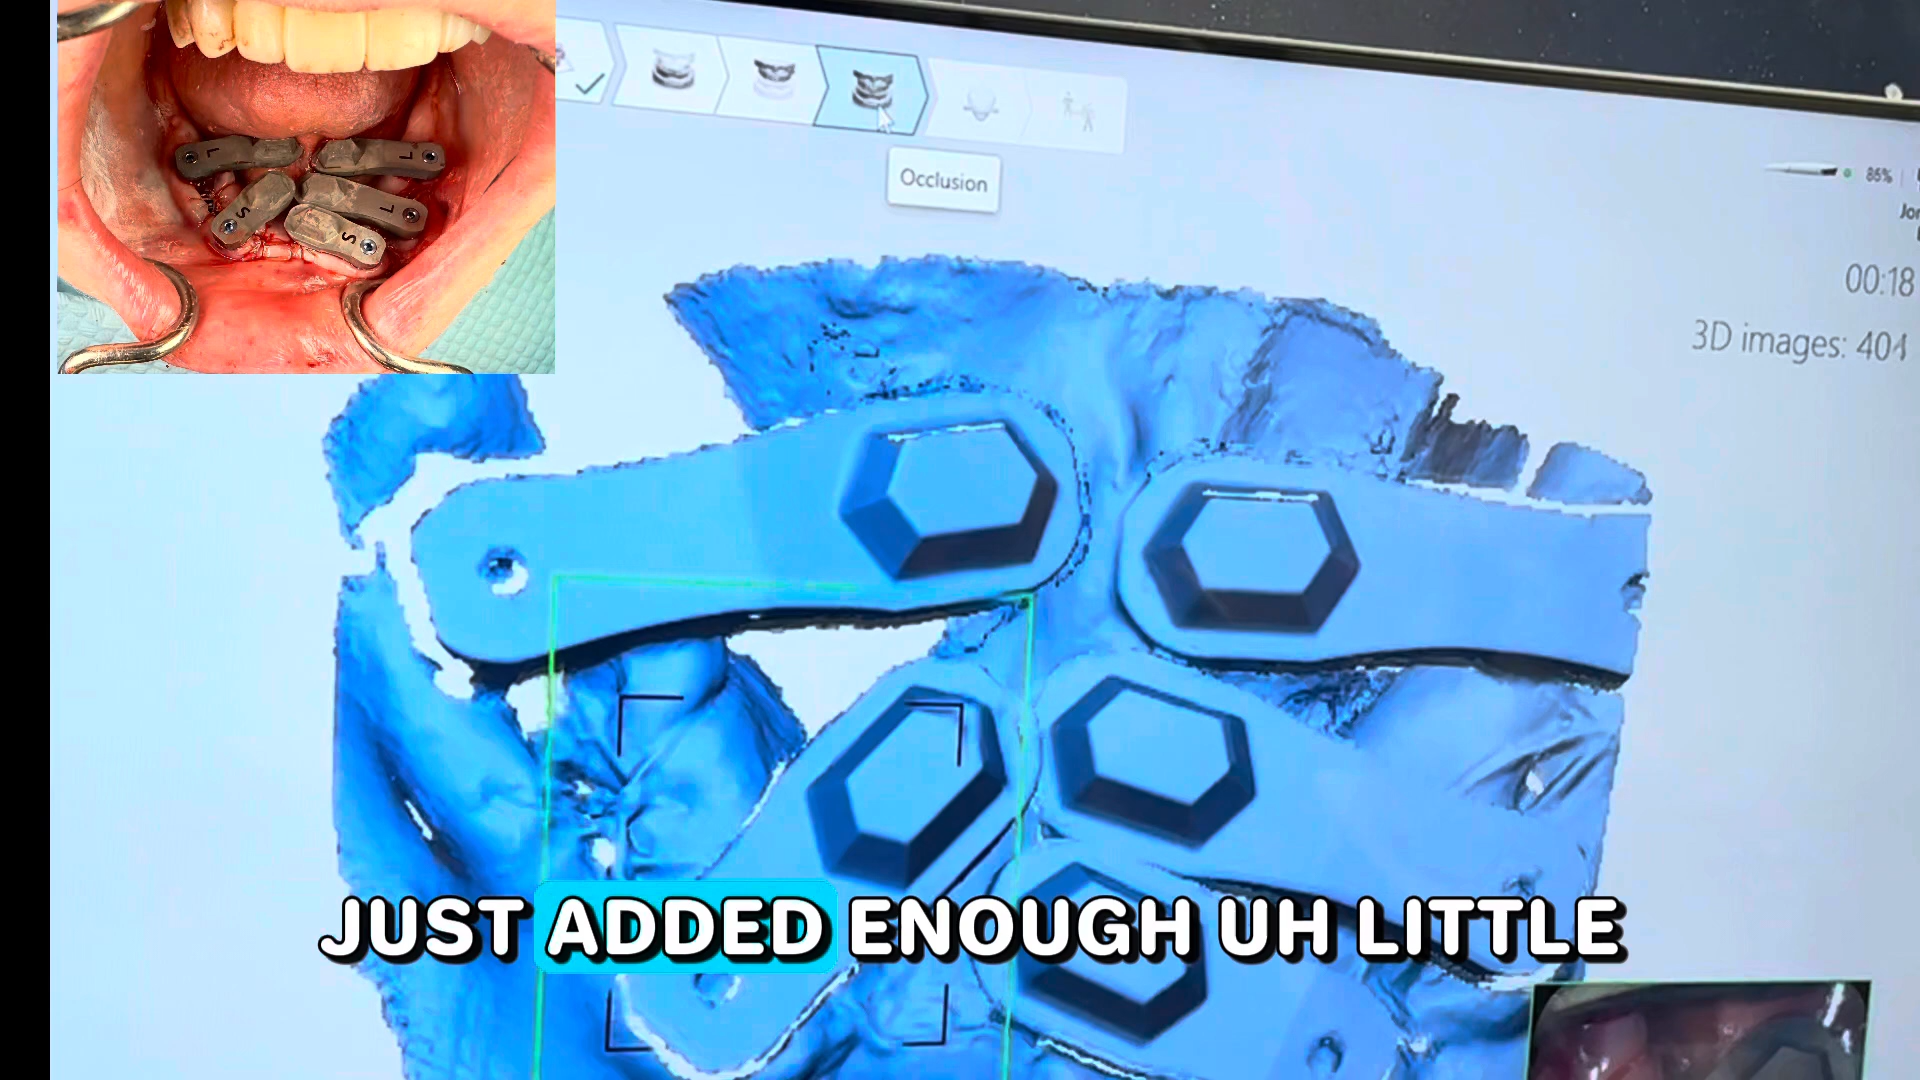 L
L
S
L
S
Occlusion
86%
00:18
3D images: 404
JUST ADDED ENOUGH UH LITTLE